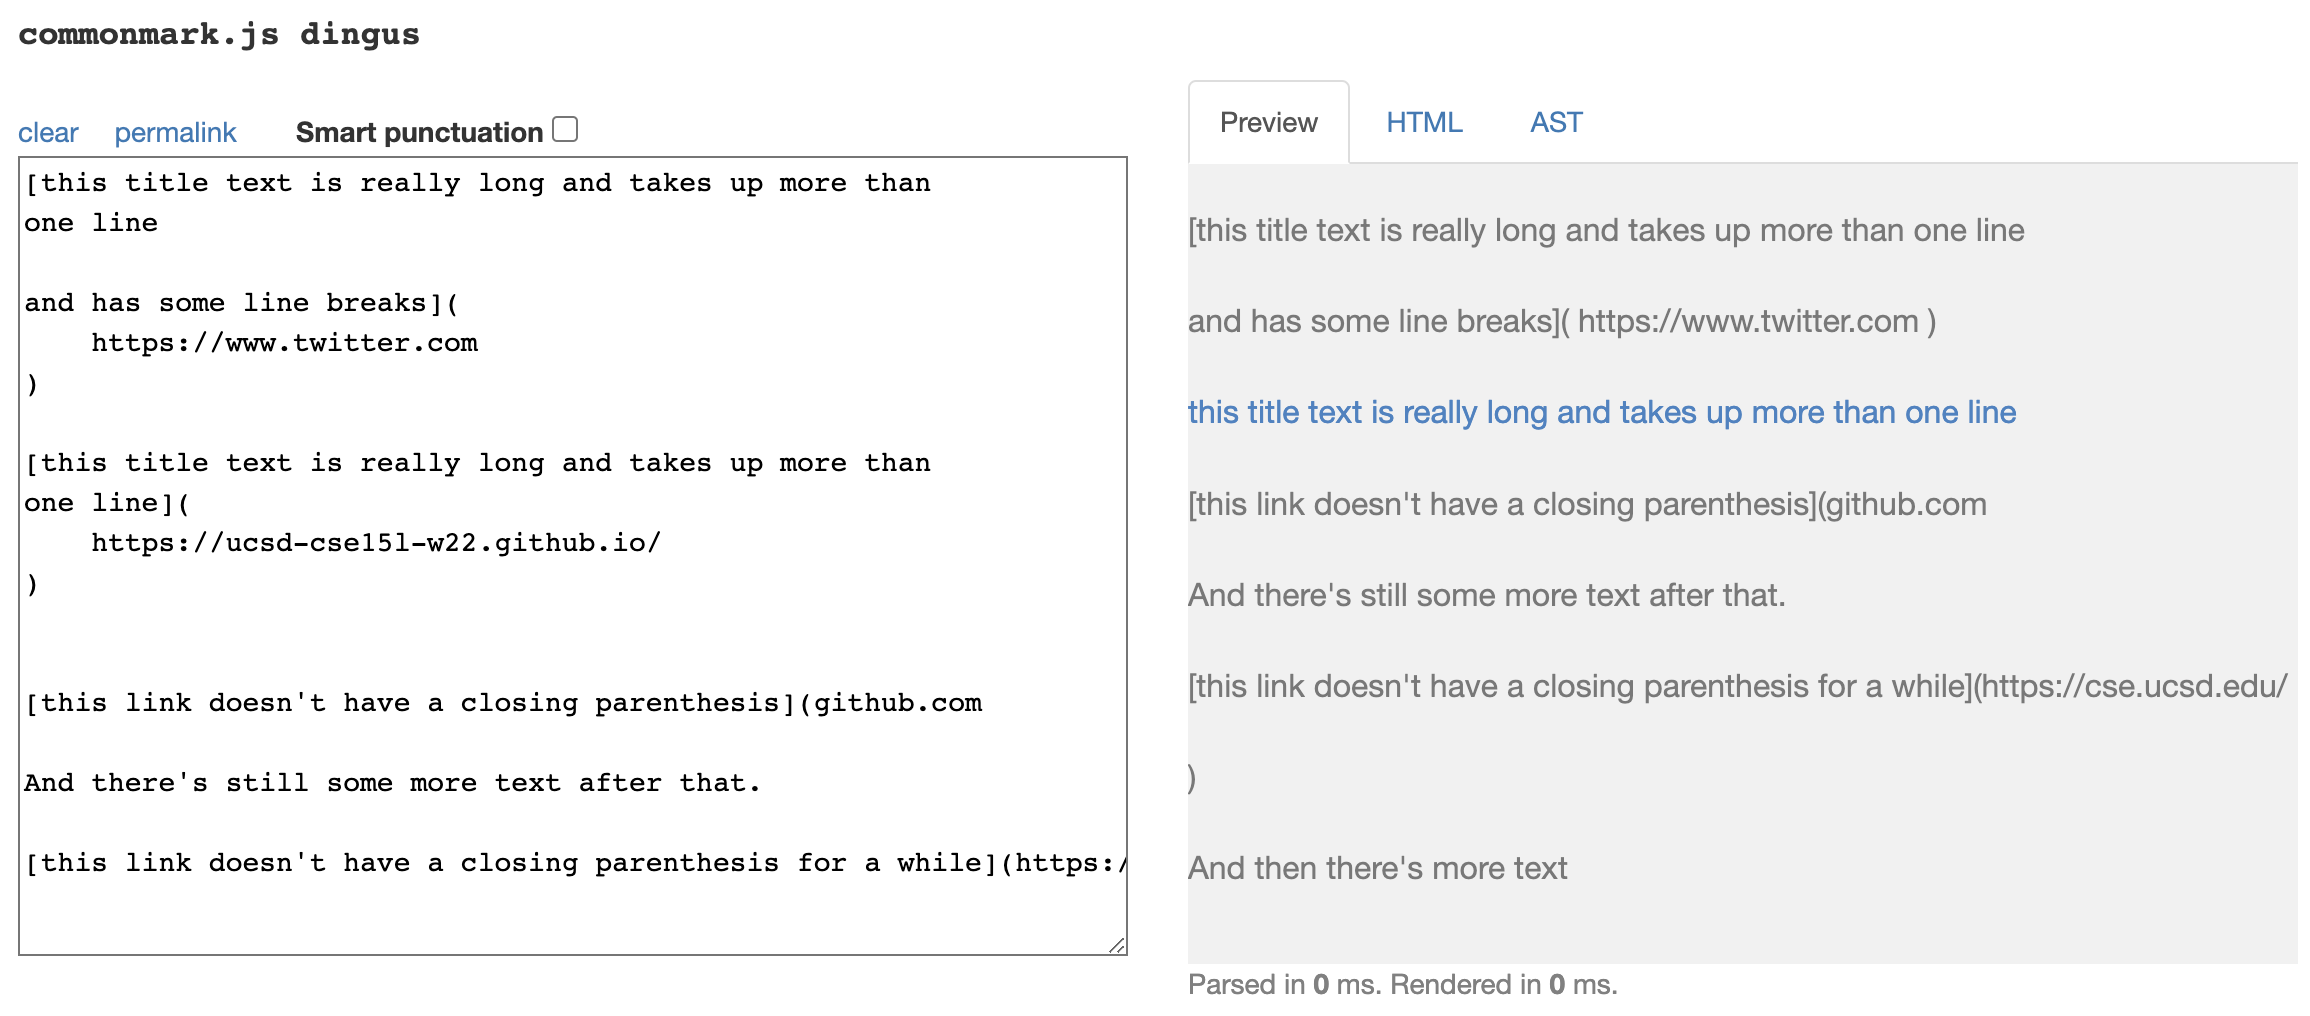 commonmark.js dingus
clear permalink Smart punctuation
[this title text is really long and takes up more than
one line
and has some line breaks](
https://www.twitter.com
)
[this title text is really long and takes up more than
one line](
https://ucsd-cse15l-w22.github.io/
)
[this link doesn't have a closing parenthesis](github.com
And there's still some more text after that.
[this link doesn't have a closing parenthesis for a while](https:/
Preview HTML AST
[this title text is really long and takes up more than one line
and has some line breaks]( https://www.twitter.com )
this title text is really long and takes up more than one line
[this link doesn't have a closing parenthesis](github.com
And there's still some more text after that.
[this link doesn't have a closing parenthesis for a while](https://cse.ucsd.edu/
)
And then there's more text
Parsed in 0 ms. Rendered in 0 ms.